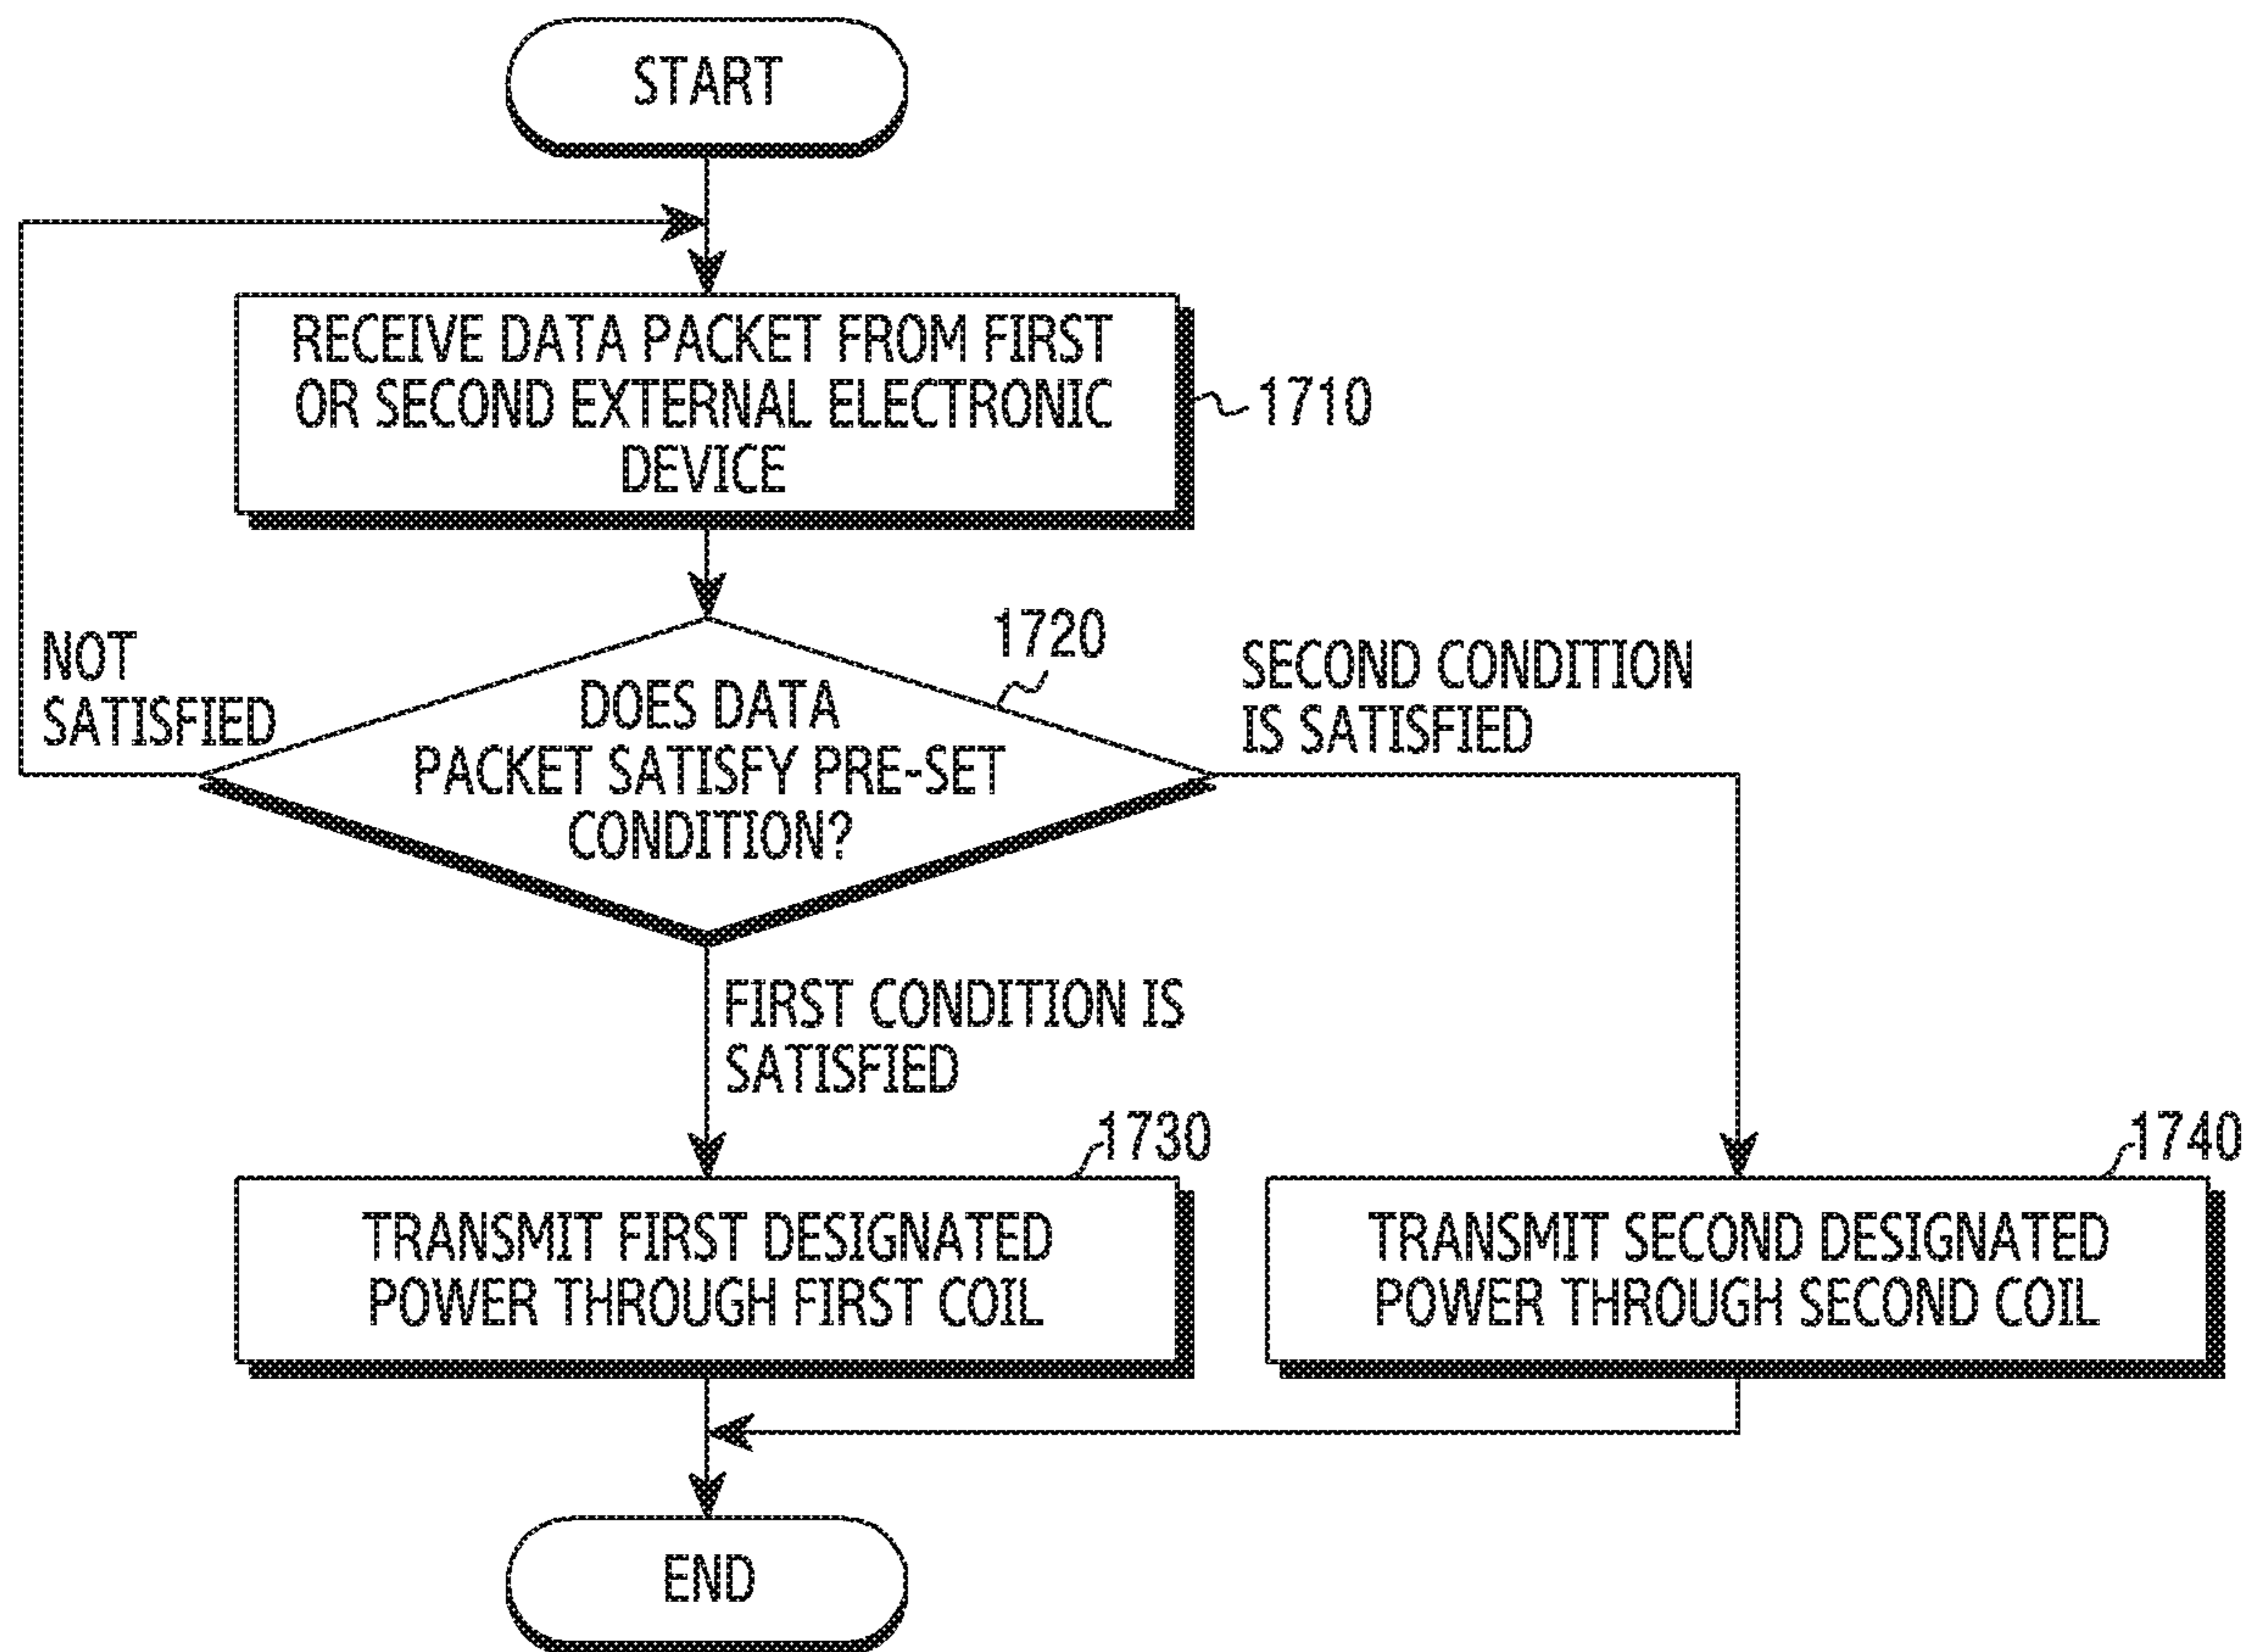 START
RECEIVE DATA PACKET FROM FIRST
OR SECOND EXTERNAL ELECTRONIC
DEVICE
1710
1720
NOT
SATISFIED
DOES DATA
PACKET SATISFY PRE-SET
CONDITION?
SECOND CONDITION
IS SATISFIED
FIRST CONDITION IS
SATISFIED
1730
TRANSMIT FIRST DESIGNATED
POWER THROUGH FIRST COIL
1740
TRANSMIT SECOND DESIGNATED
POWER THROUGH SECOND COIL
END